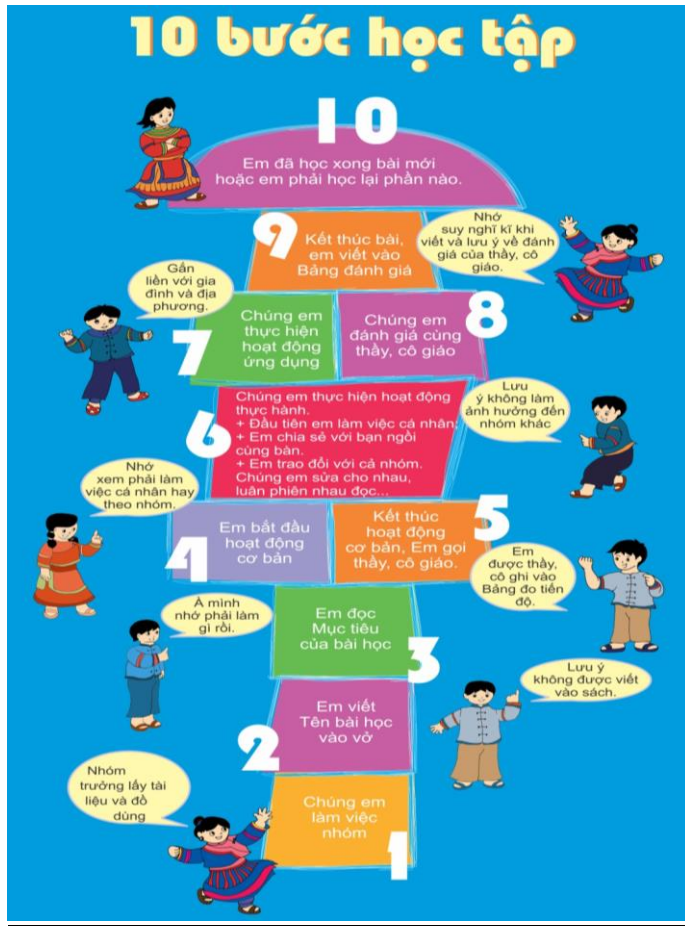 10 bước học tập
10
Em đã học xong bài mới
hoặc em phải học lại phần nào.
9
Kết thúc bài,
em viết vào
Bảng đánh giá
Nhớ
suy nghĩ kĩ khi
viết và lưu ý về đánh
giá của thầy, cô
giáo.
Gắn
liền với gia
đình và địa
phương.
7
Chúng em
thực hiện
hoạt động
ứng dụng
8
Chúng em
đánh giá cùng
thầy, cô giáo
6
Chúng em thực hiện hoạt động
thực hành.
+ Đầu tiên em làm việc cá nhân;
+ Em chia sẻ với bạn ngồi
cùng bàn.
+ Em trao đổi với cả nhóm.
Chúng em sửa cho nhau,
luân phiên nhau đọc...
Lưu
ý không làm
ảnh hưởng đến
nhóm khác
Nhớ
xem phải làm
việc cá nhân hay
theo nhóm.
4
Em bắt đầu
hoạt động
cơ bản
5
Kết thúc
hoạt động
cơ bản, Em gọi
thầy, cô giáo.
Em
được thầy,
cô ghi vào
Bảng đo tiến
độ.
À mình
nhớ phải làm
gì rồi.
3
Em đọc
Mục tiêu
của bài học
Lưu ý
không được viết
vào sách.
2
Em viết
Tên bài học
vào vở
Nhóm
trưởng lấy tài
liệu và đồ
dùng
1
Chúng em
làm việc
nhóm